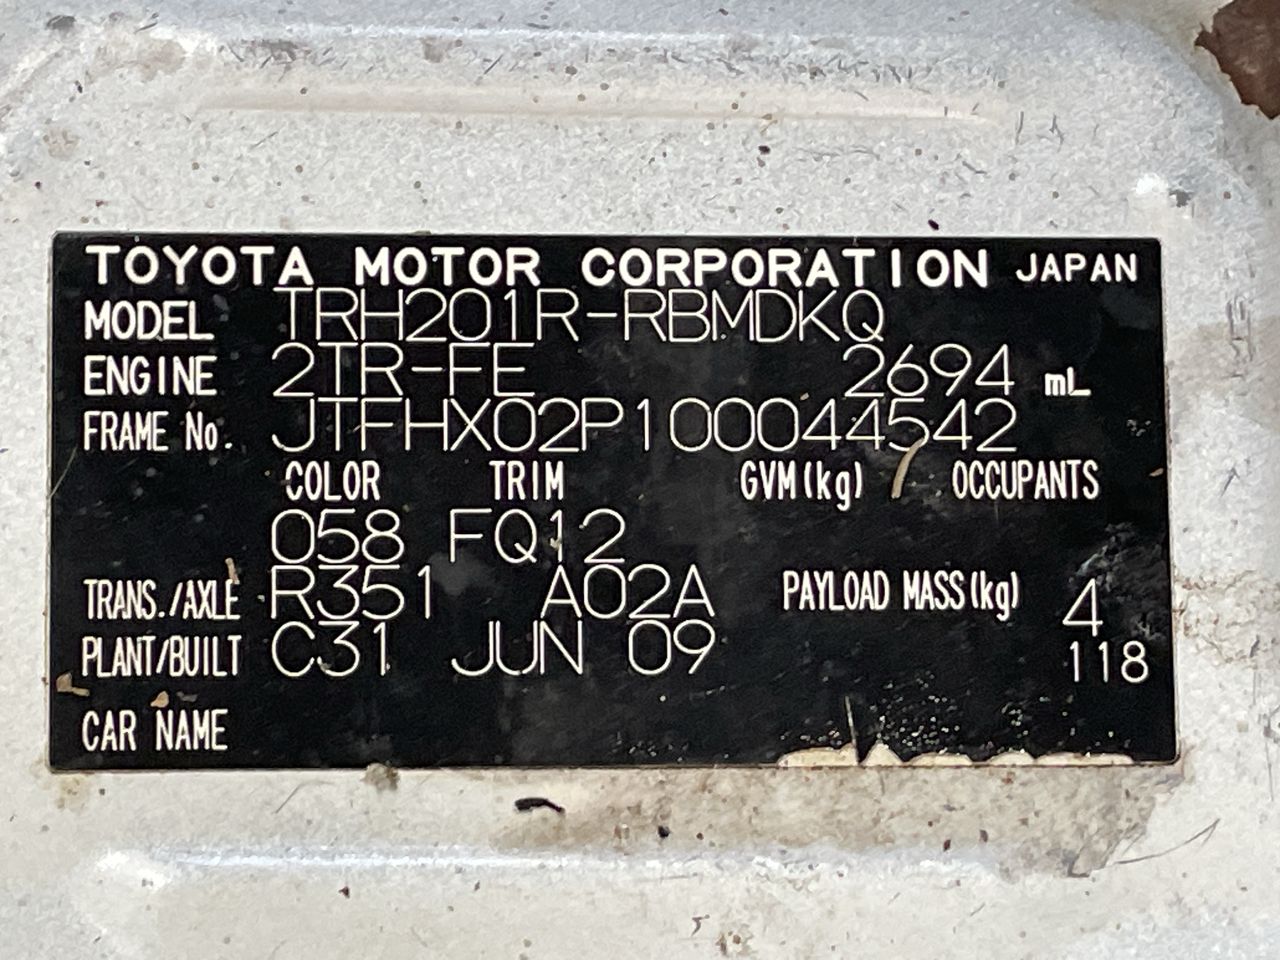 TOYOTA MOTOR CORPORATION JAPAN
MODEL TRH201R-RBMDKQ
ENGINE 2TR-FE 2694 mL
FRAME No. JTFHX02P100044542
COLOR TRIM GVM(kg) OCCUPANTS
058 FQ12
TRANS./AXLE R351 A02A PAYLOAD MASS(kg) 4
PLANT/BUILT C31 JUN 09 118
CAR NAME